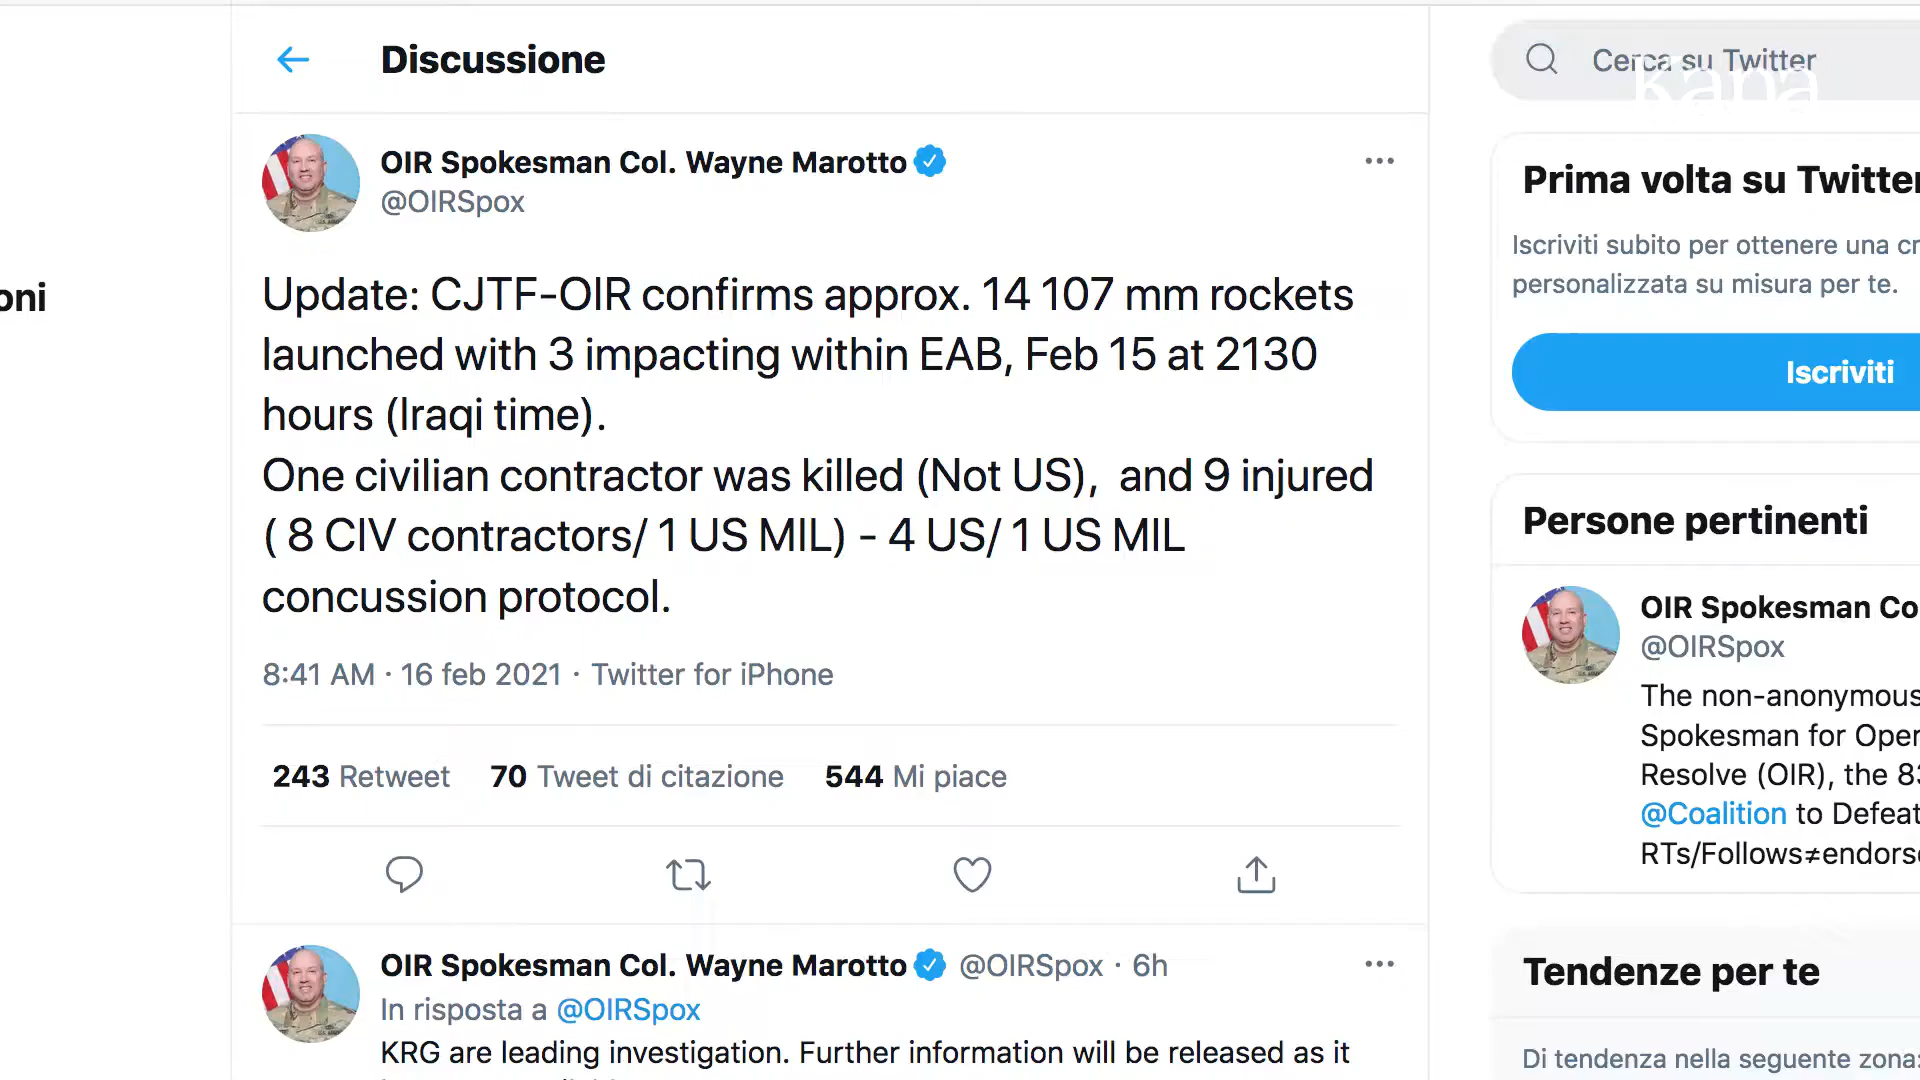 Discussione
Cerca su Twitter
kapa
OIR Spokesman Col. Wayne Marotto
@OIRSpox
Update: CJTF-OIR confirms approx. 14 107 mm rockets
launched with 3 impacting within EAB, Feb 15 at 2130
hours (Iraqi time).
One civilian contractor was killed (Not US),  and 9 injured
( 8 CIV contractors/ 1 US MIL) - 4 US/ 1 US MIL
concussion protocol.
8:41 AM · 16 feb 2021 · Twitter for iPhone
243 Retweet 70 Tweet di citazione 544 Mi piace
OIR Spokesman Col. Wayne Marotto @OIRSpox · 6h
In risposta a @OIRSpox
KRG are leading investigation. Further information will be released as it
oni
Prima volta su Twitter
Iscriviti subito per ottenere una cr
personalizzata su misura per te.
Iscriviti
Persone pertinenti
OIR Spokesman Co
@OIRSpox
The non-anonymous
Spokesman for Oper
Resolve (OIR), the 83
@Coalition to Defeat
RTs/Follows≠endorse
Tendenze per te
Di tendenza nella seguente zona: